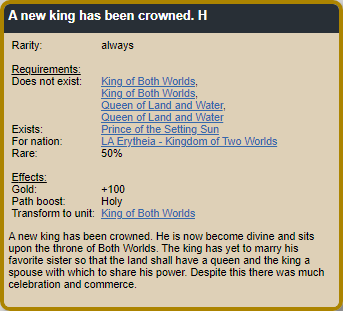 A new king has been crowned. H
Rarity: always
Requirements:
Does not exist: King of Both Worlds,
King of Both Worlds,
Queen of Land and Water,
Queen of Land and Water
Exists: Prince of the Setting Sun
For nation: LA Erytheia - Kingdom of Two Worlds
Rare: 50%
Effects:
Gold: +100
Path boost: Holy
Transform to unit: King of Both Worlds
A new king has been crowned. He is now become divine and sits
upon the throne of Both Worlds. The king has yet to marry his
favorite sister so that the land shall have a queen and the king a
spouse with which to share his power. Despite this there was much
celebration and commerce.